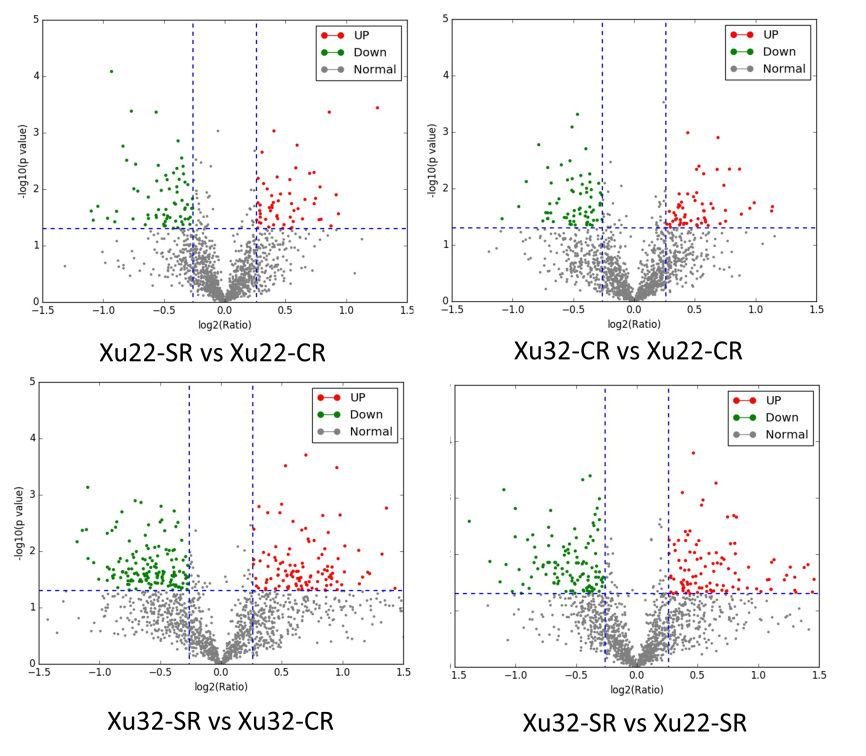 5
4
3
2
1
0
-log10(p value)
UP
Down
Normal
−1.5 −1.0 −0.5 0.0 0.5 1.0 1.5
log2(Ratio)
Xu22-SR vs Xu22-CR
5
4
3
2
1
0
-log10(p value)
UP
Down
Normal
−1.5 −1.0 −0.5 0.0 0.5 1.0 1.5
log2(Ratio)
Xu32-CR vs Xu22-CR
5
4
3
2
1
0
-log10(p value)
UP
Down
Normal
−1.5 −1.0 −0.5 0.0 0.5 1.0 1.5
log2(Ratio)
Xu32-SR vs Xu32-CR
UP
Down
Normal
-1.5 −1.0 −0.5 0.0 0.5 1.0 1.5
log2(Ratio)
Xu32-SR vs Xu22-SR